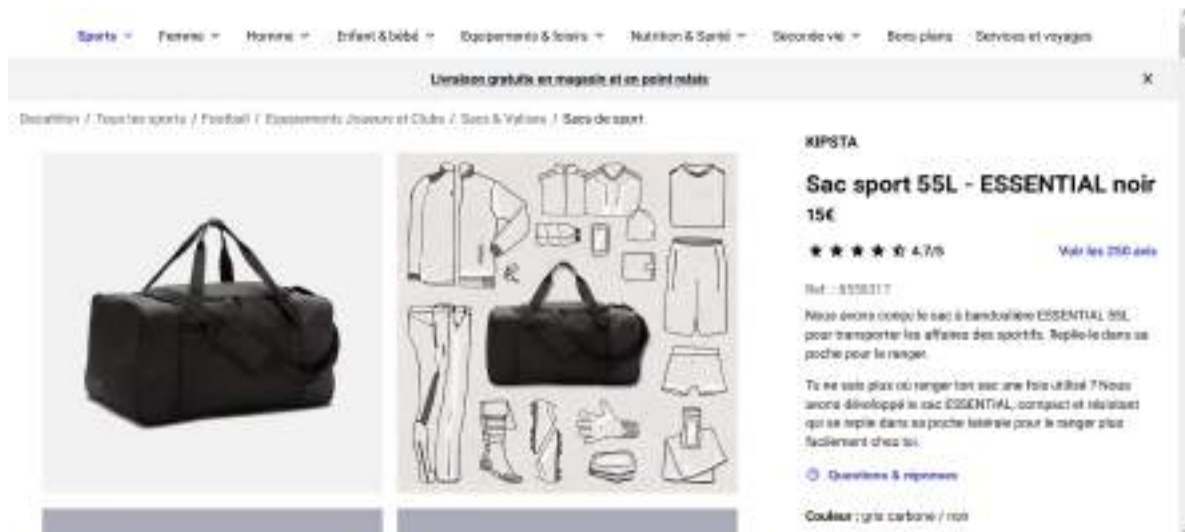 Sports Femme Homme Enfant & bébé Equipements & loisirs Nutrition & Santé Seconde vie Bons plans Services et voyages
Livraison gratuite en magasin et en point relais X
Decathlon / Tous les sports / Football / Equipements Joueurs et Clubs / Sacs & Valises / Sacs de sport
KIPSTA
Sac sport 55L - ESSENTIAL noir
15€
4.7/5 Voir les 250 avis
Ref. :
Nous avons conçu le sac à bandoulière ESSENTIAL 55L
pour transporter les affaires des sportifs. Replie-le dans sa
poche pour le ranger.
Tu ne sais plus où ranger ton sac une fois utilisé ? Nous
avons développé le sac ESSENTIAL, compact et résistant
qui se replie dans sa poche latérale pour le ranger plus
facilement chez toi.
Questions & réponses
Couleur : gris carbone / noir